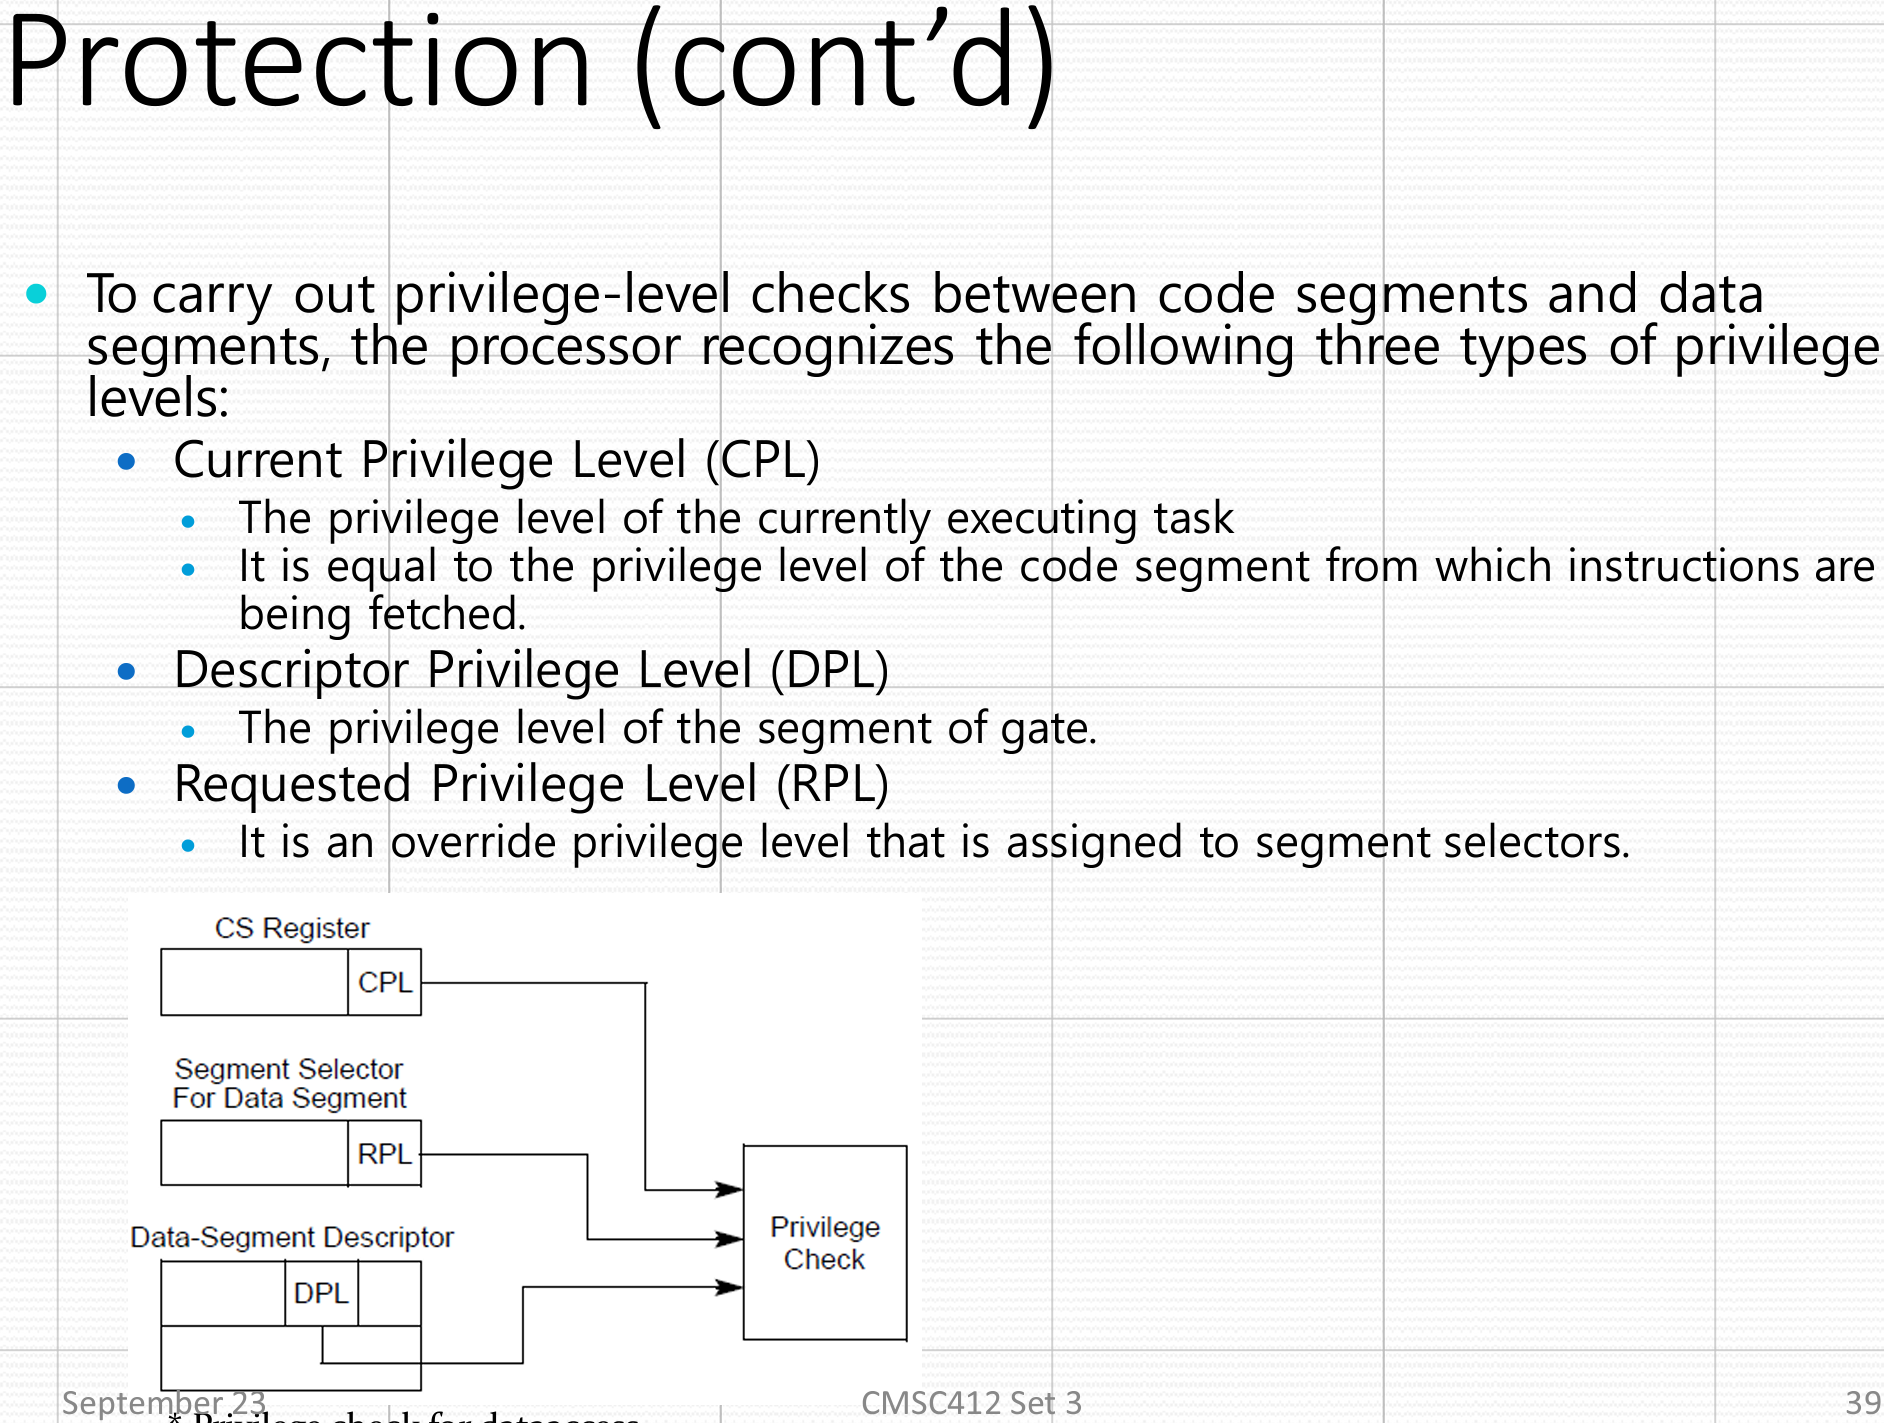 Protection (cont’d)
To carry out privilege-level checks between code segments and data
segments, the processor recognizes the following three types of privilege
levels:
Current Privilege Level (CPL)
The privilege level of the currently executing task
It is equal to the privilege level of the code segment from which instructions are
being fetched.
Descriptor Privilege Level (DPL)
The privilege level of the segment of gate.
Requested Privilege Level (RPL)
It is an override privilege level that is assigned to segment selectors.
CS Register
CPL
Segment Selector
For Data Segment
RPL
Data-Segment Descriptor
DPL
Privilege
Check
September 23
CMSC412 Set 3
39
* Privilege check for data access